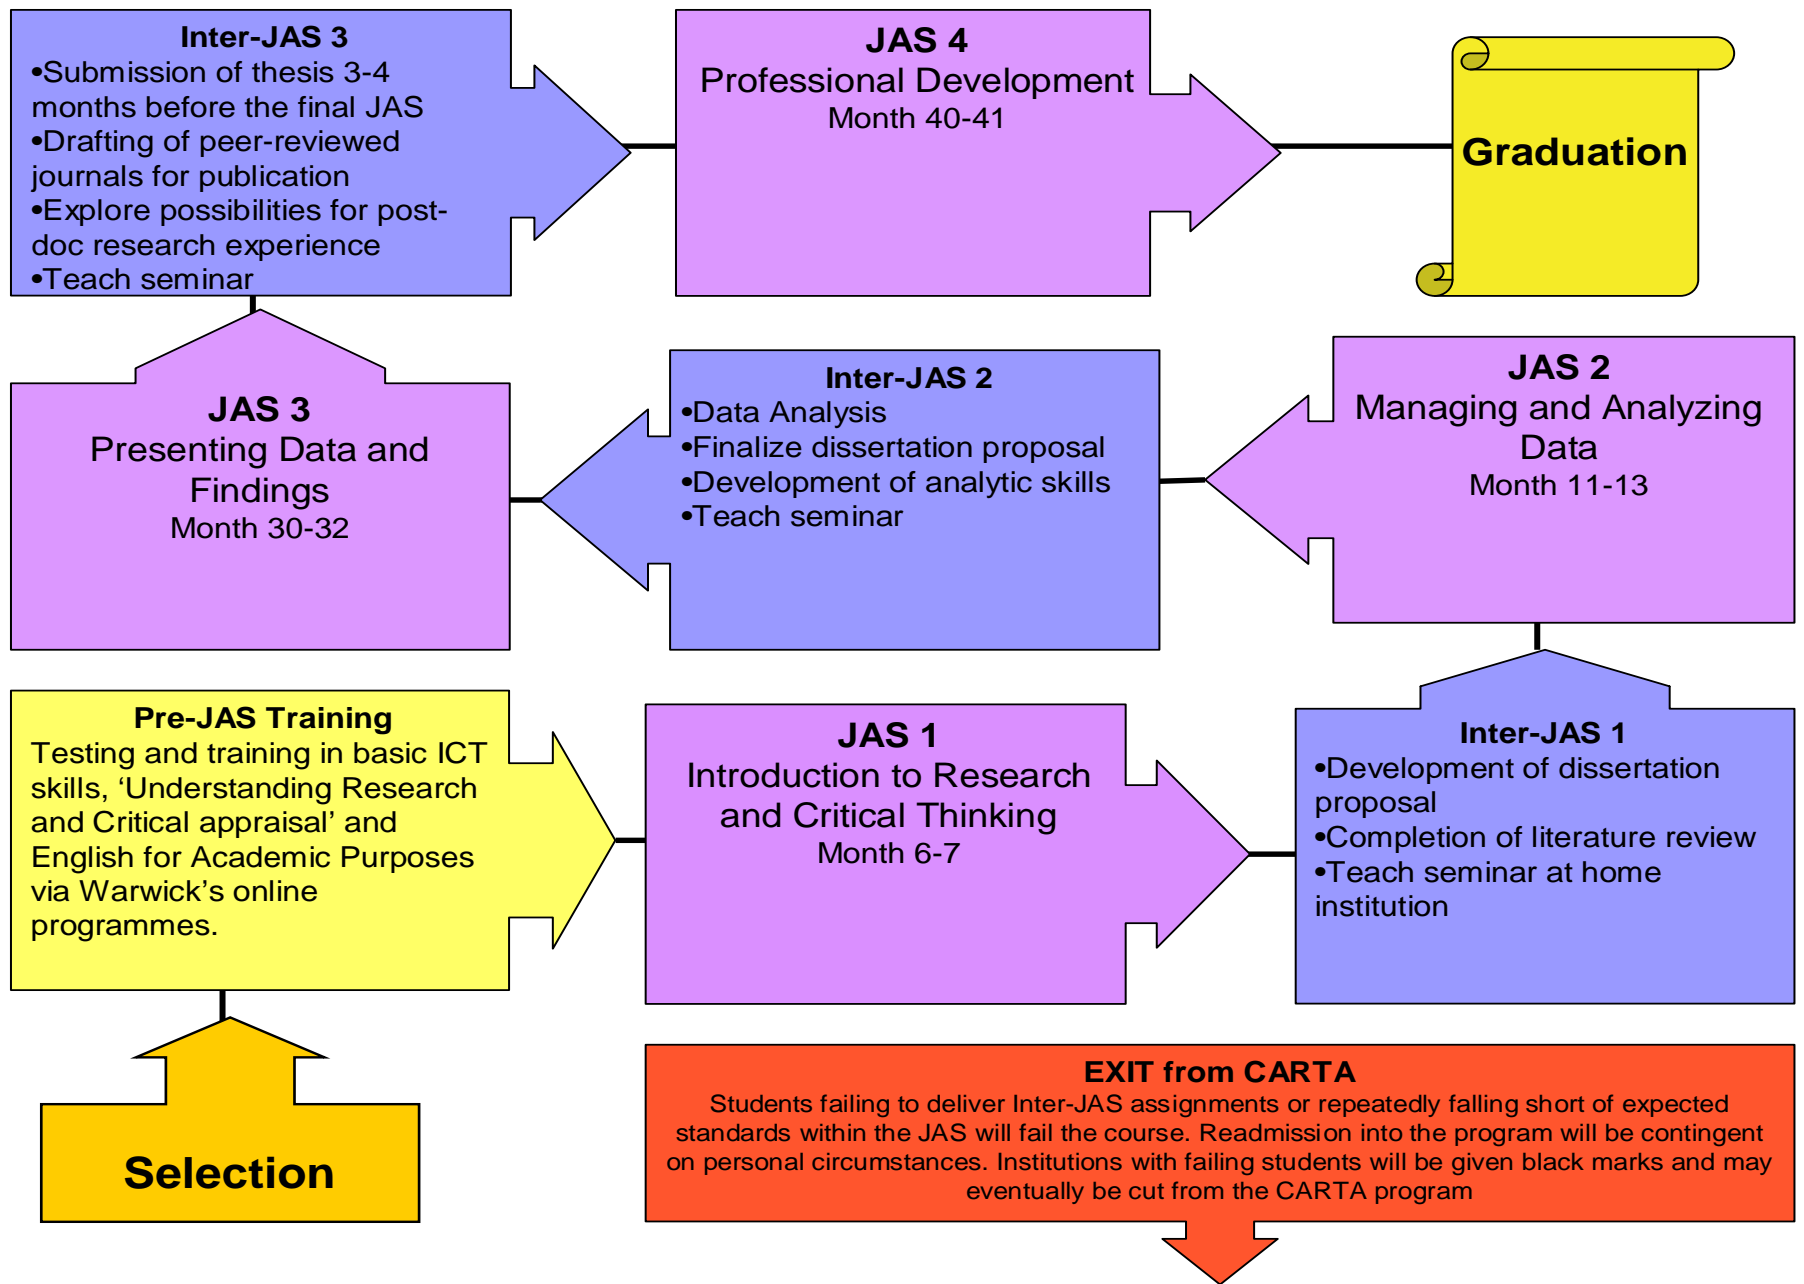 Inter-JAS 3
•Submission of thesis 3-4
months before the final JAS
•Drafting of peer-reviewed
journals for publication
•Explore possibilities for post-
doc research experience
•Teach seminar
JAS 4
Professional Development
Month 40-41
Graduation
JAS 3
Presenting Data and
Findings
Month 30-32
Inter-JAS 2
•Data Analysis
•Finalize dissertation proposal
•Development of analytic skills
•Teach seminar
JAS 2
Managing and Analyzing
Data
Month 11-13
Pre-JAS Training
Testing and training in basic ICT
skills, ‘Understanding Research
and Critical appraisal’ and
English for Academic Purposes
via Warwick’s online
programmes.
JAS 1
Introduction to Research
and Critical Thinking
Month 6-7
Inter-JAS 1
•Development of dissertation
proposal
•Completion of literature review
•Teach seminar at home
institution
Selection
EXIT from CARTA
Students failing to deliver Inter-JAS assignments or repeatedly falling short of expected
standards within the JAS will fail the course. Readmission into the program will be contingent
on personal circumstances. Institutions with failing students will be given black marks and may
eventually be cut from the CARTA program